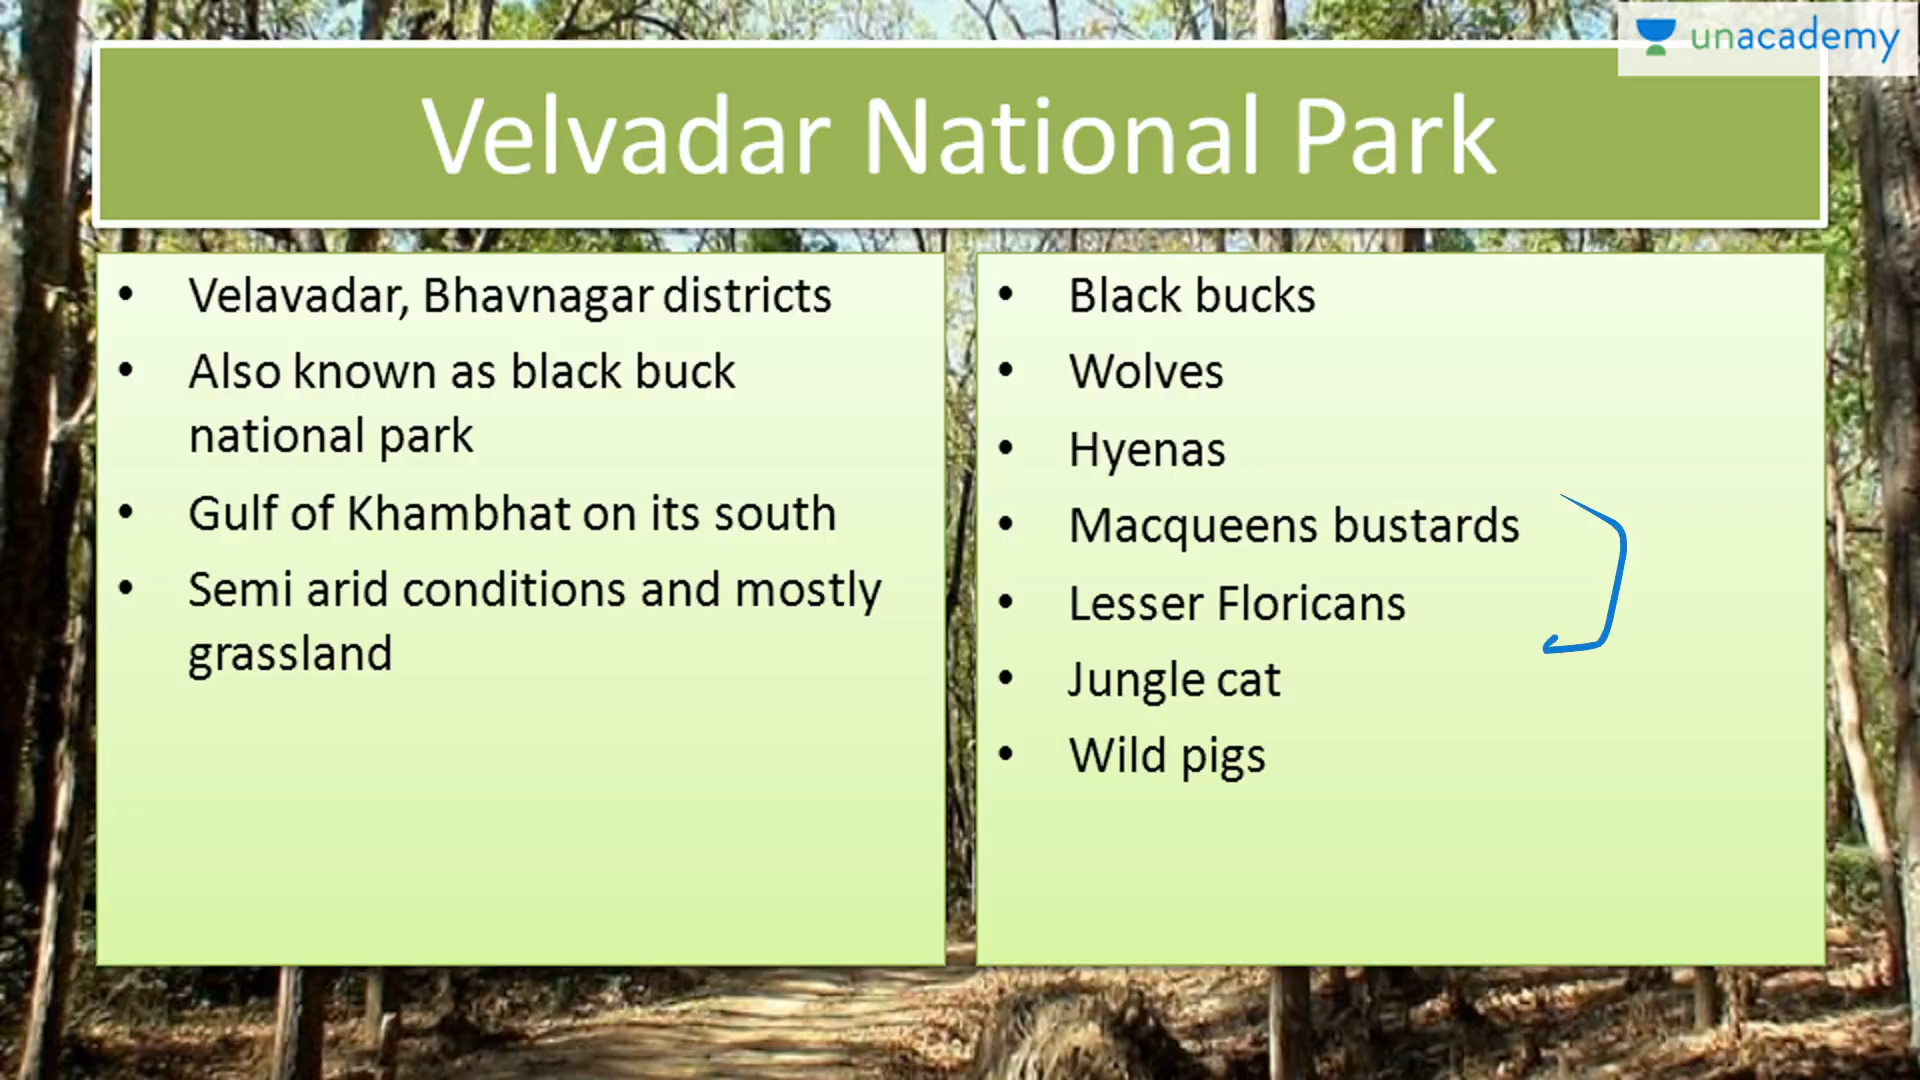 unacademy
Velvadar National Park
• Velavadar, Bhavnagar districts
• Also known as black buck
national park
• Gulf of Khambhat on its south
• Semi arid conditions and mostly
grassland
• Black bucks
• Wolves
• Hyenas
• Macqueens bustards
• Lesser Floricans
• Jungle cat
• Wild pigs